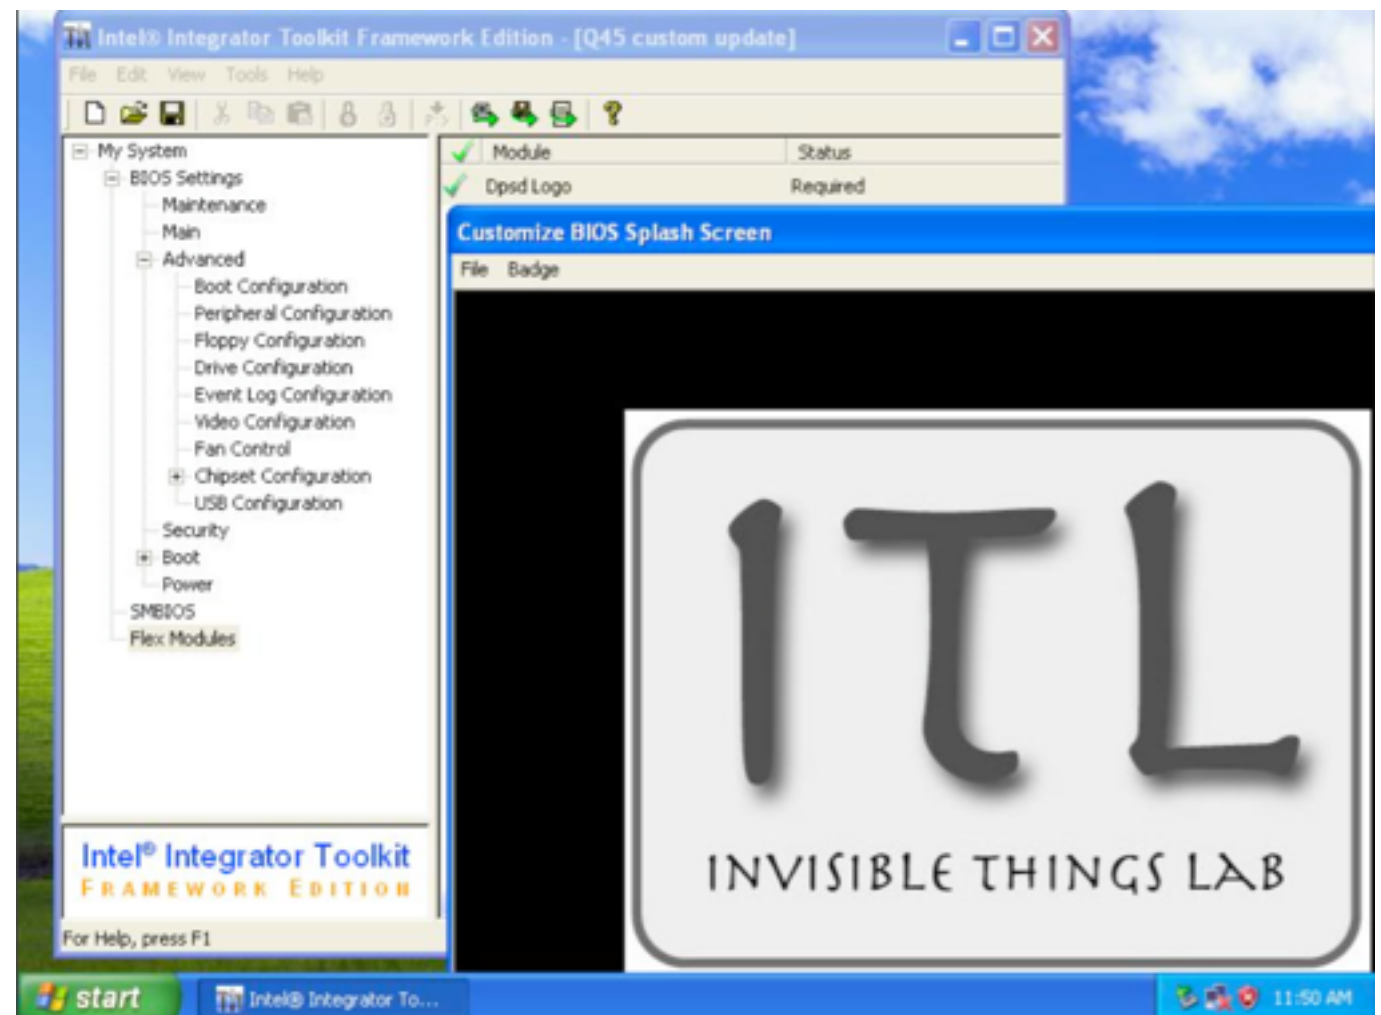 Intel® Integrator Toolkit Framework Edition - [Q45 custom update]
File Edit View Tools Help
My System
BIOS Settings
Maintenance
Main
Advanced
Boot Configuration
Peripheral Configuration
Floppy Configuration
Drive Configuration
Event Log Configuration
Video Configuration
Fan Control
Chipset Configuration
USB Configuration
Security
Boot
Power
SMBIOS
Flex Modules
Intel® Integrator Toolkit
FRAMEWORK EDITION
For Help, press F1
Module Status
Dpsd Logo Required
Customize BIOS Splash Screen
File Badge
ITL
INVISIBLE THINGS LAB
start
Intel® Integrator To...
11:50 AM